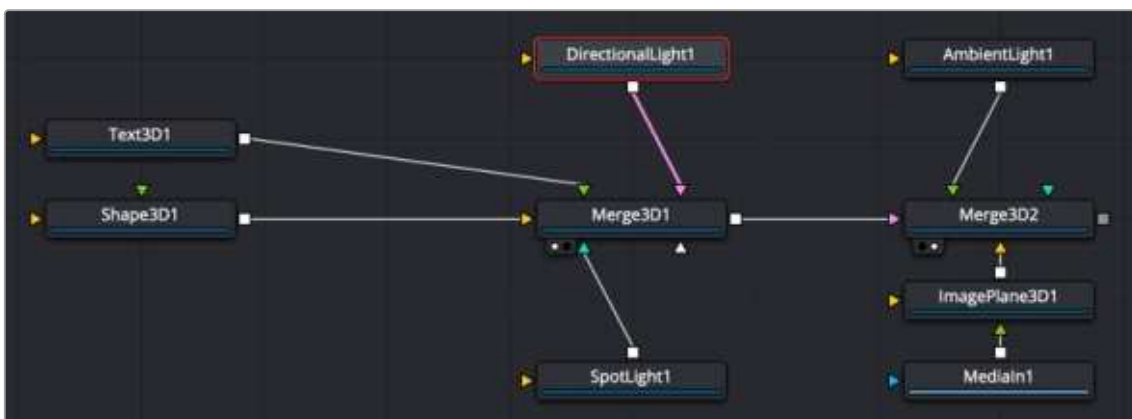 DirectionalLight1
AmbientLight1
Text3D1
Shape3D1
Merge3D1
Merge3D2
ImagePlane3D1
SpotLight1
MediaIn1